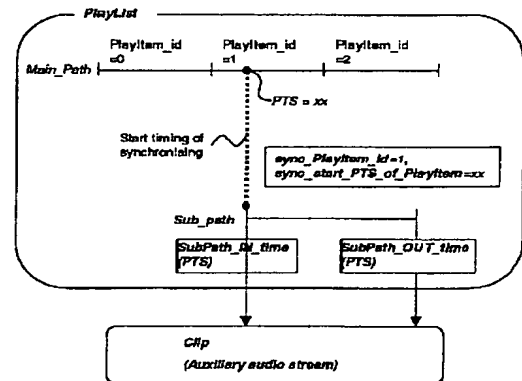 PlayList
PlayItem_id
=0
PlayItem_id
=1
PlayItem_id
=2
Main_Path
PTS = xx
Start timing of
synchronising
sync_PlayItem_id=1,
sync_start_PTS_of_PlayItem=xx
Sub_path
SubPath_IN_time
(PTS)
SubPath_OUT_time
(PTS)
Clip
(Auxiliary audio stream)